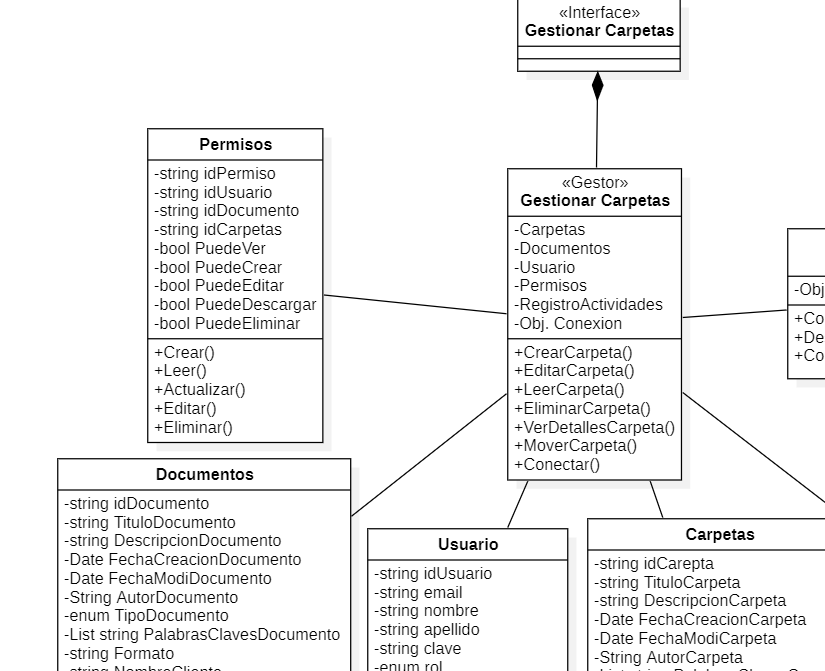 «Interface»
Gestionar Carpetas
Permisos
-string idPermiso
-string idUsuario
-string idDocumento
-string idCarpetas
-bool PuedeVer
-bool PuedeCrear
-bool PuedeEditar
-bool PuedeDescargar
-bool PuedeEliminar
+Crear()
+Leer()
+Actualizar()
+Editar()
+Eliminar()
«Gestor»
Gestionar Carpetas
-Carpetas
-Documentos
-Usuario
-Permisos
-RegistroActividades
-Obj. Conexion
+CrearCarpeta()
+EditarCarpeta()
+LeerCarpeta()
+EliminarCarpeta()
+VerDetallesCarpeta()
+MoverCarpeta()
+Conectar()
-Obj
+Co
+De
+Co
Documentos
-string idDocumento
-string TituloDocumento
-string DescripcionDocumento
-Date FechaCreacionDocumento
-Date FechaModiDocumento
-String AutorDocumento
-enum TipoDocumento
-List string PalabrasClavesDocumento
-string Formato
-string NombreCliente
Usuario
-string idUsuario
-string email
-string nombre
-string apellido
-string clave
-enum rol
Carpetas
-string idCarepta
-string TituloCarpeta
-string DescripcionCarpeta
-Date FechaCreacionCarpeta
-Date FechaModiCarpeta
-String AutorCarpeta